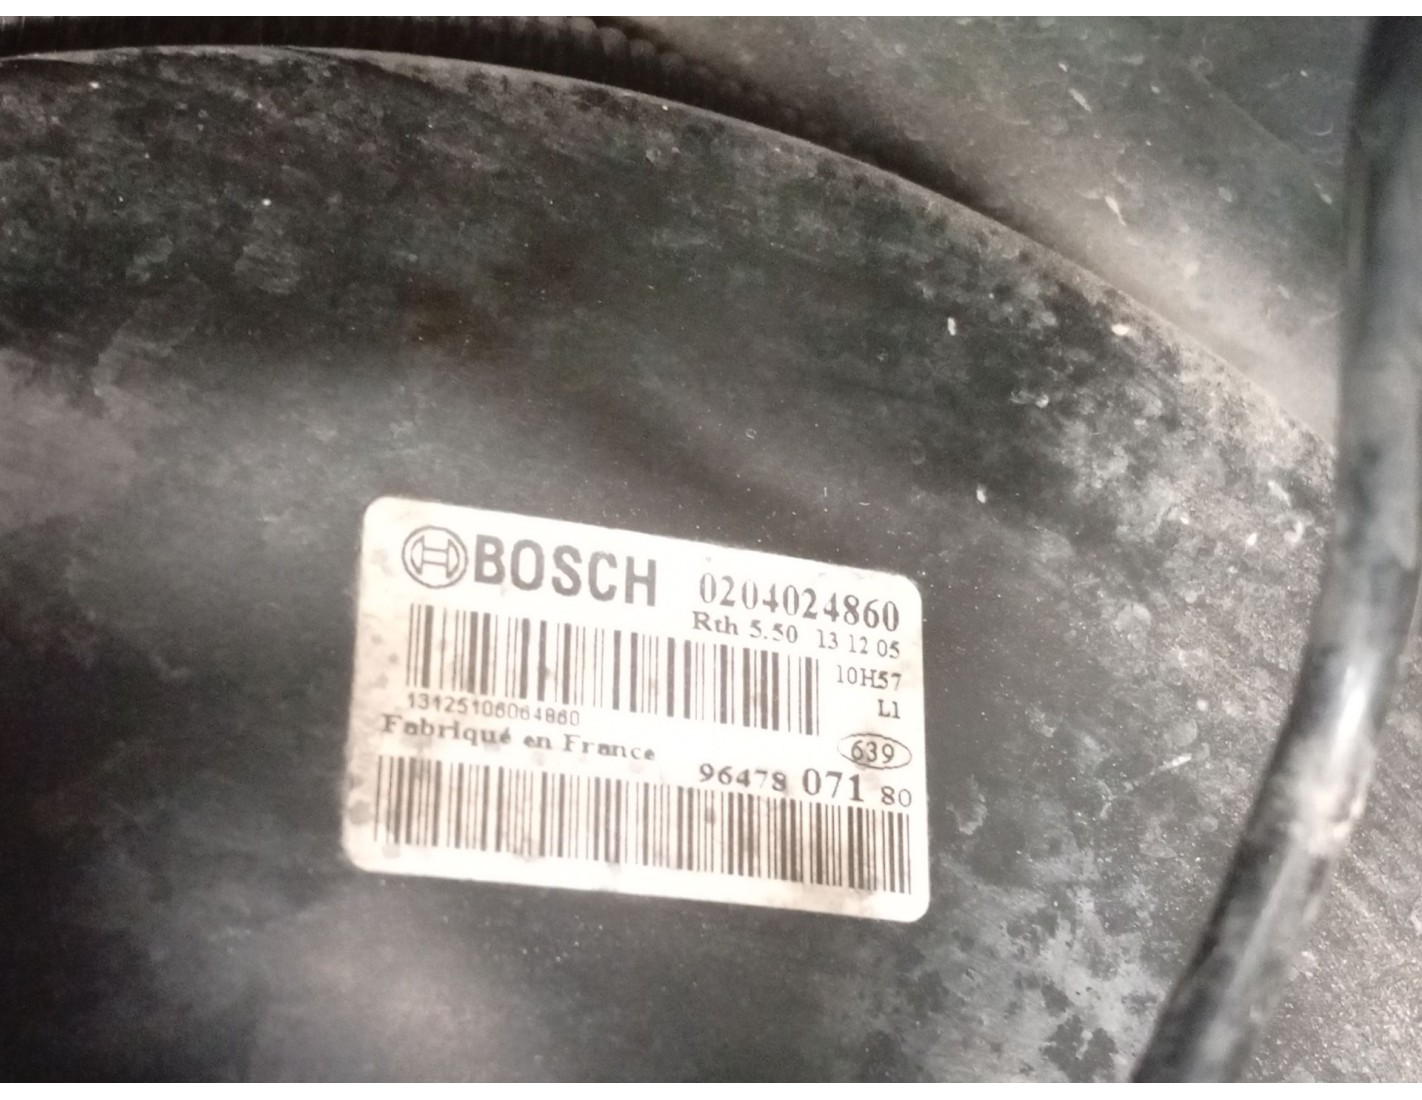 BOSCH 0204024860
Rth 5.50 13 12 05
10H57
L1
13125106064860
Fabriqué en France
639
96478 071 80